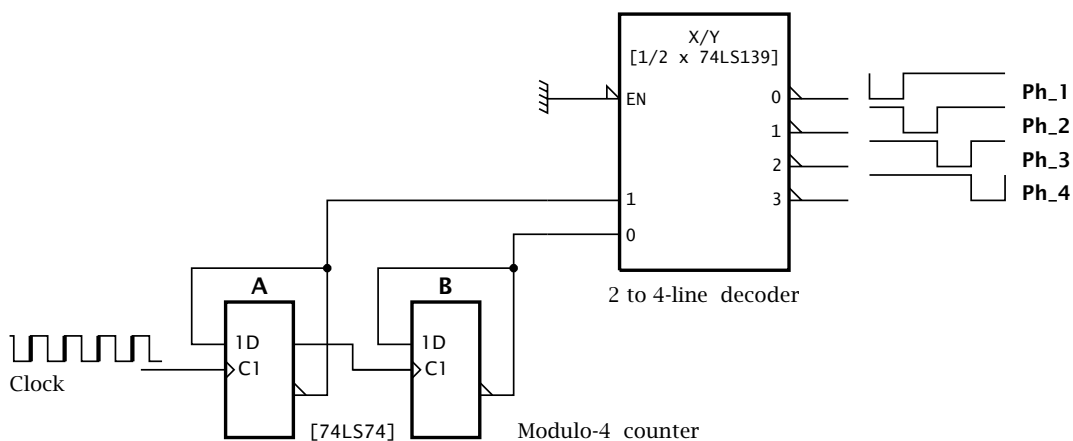 X/Y
[1/2 x 74LS139]
EN
0
1
2
3
1
0
Ph_1
Ph_2
Ph_3
Ph_4
2 to 4-line decoder
A
B
1D
C1
1D
C1
Clock
[74LS74]
Modulo-4 counter